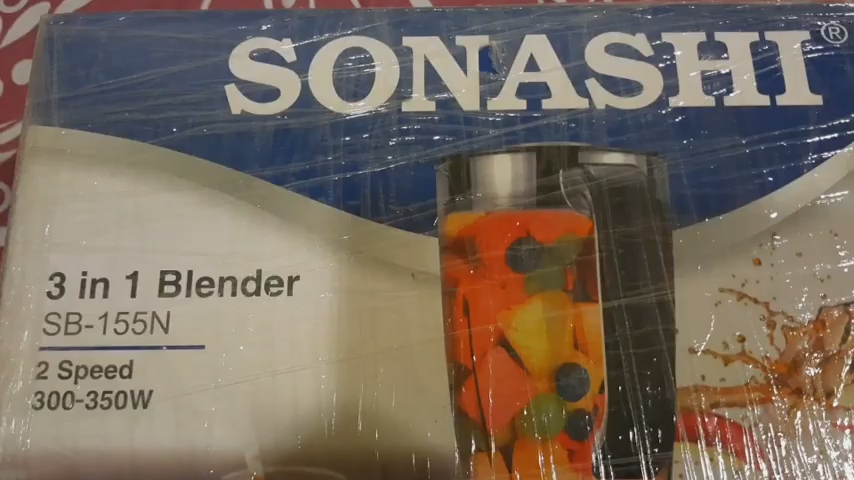 SONASHI®
3 in 1 Blender
SB-155N
2 Speed
300-350W